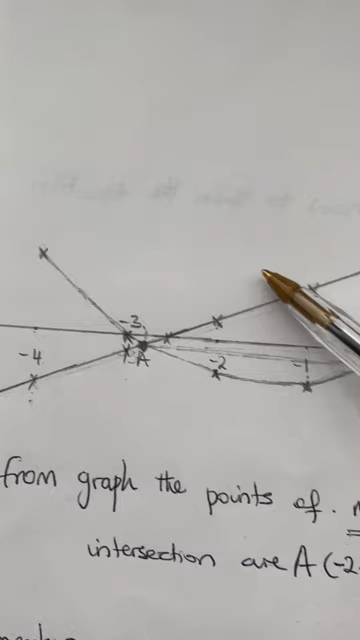 -3
-4
A
-2
-1
from graph the points of
intersection are A (-2